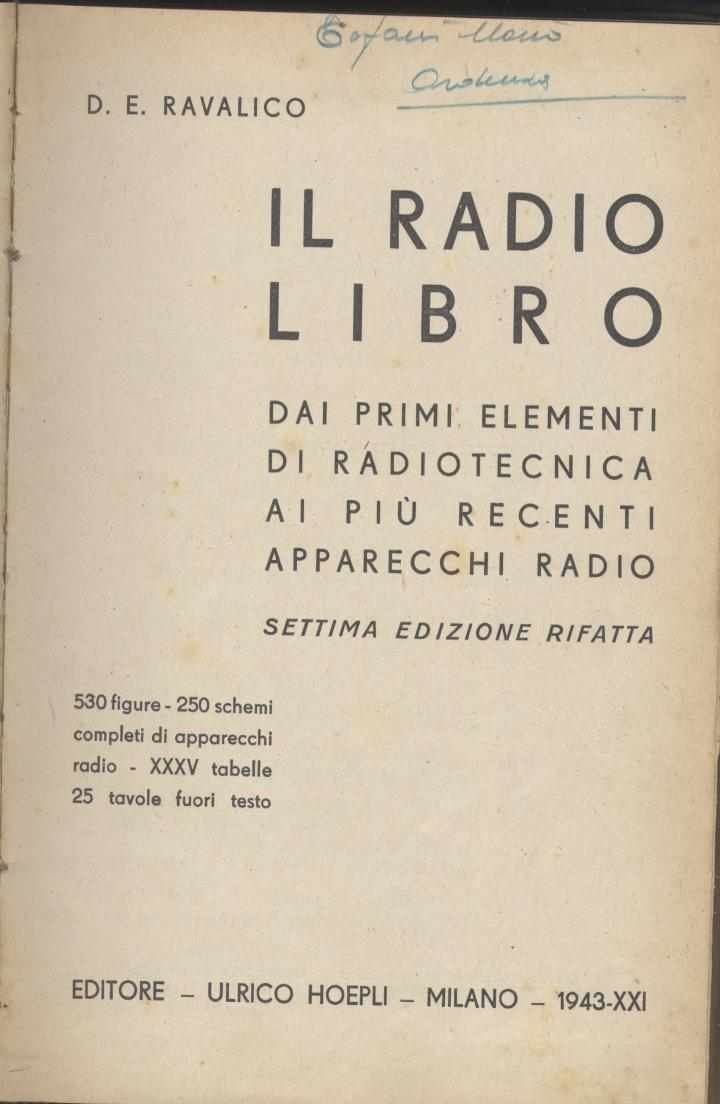 D. E. RAVALICO
IL RADIO
LIBRO
DAI PRIMI ELEMENTI
DI RADIOTECNICA
AI PIÙ RECENTI
APPARECCHI RADIO
SETTIMA EDIZIONE RIFATTA
530 figure - 250 schemi
completi di apparecchi
radio - XXXV tabelle
25 tavole fuori testo
EDITORE – ULRICO HOEPLI – MILANO – 1943-XXI